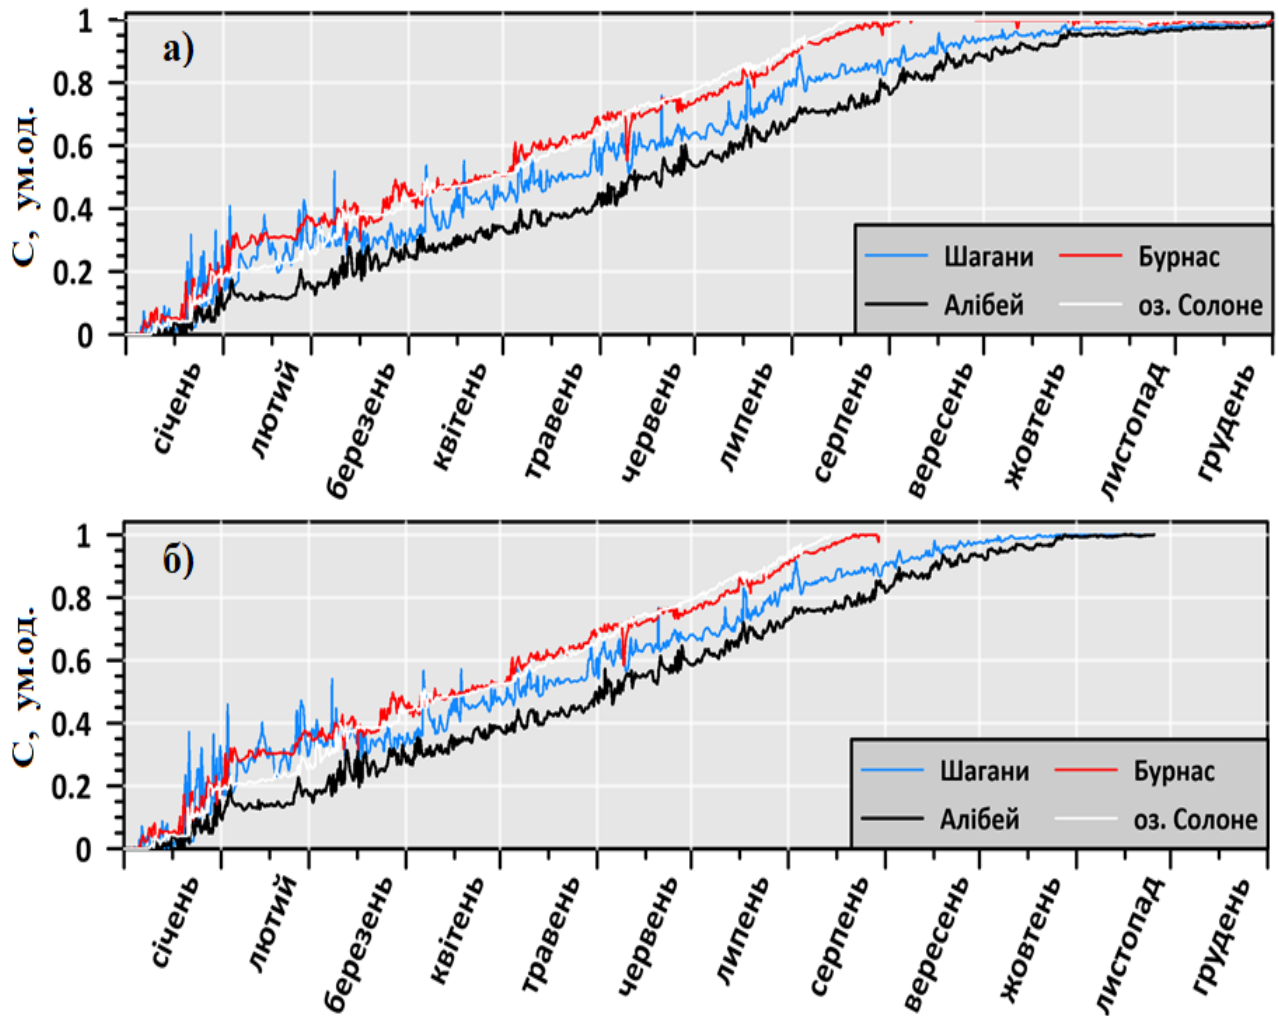 а)
С, ум.од.
1
0.8
0.6
0.4
0.2
0
Шагани
Бурнас
Алібей
оз. Солоне
січень
лютий
березень
квітень
травень
червень
липень
серпень
вересень
жовтень
листопад
грудень
б)
С, ум.од.
1
0.8
0.6
0.4
0.2
0
Шагани
Бурнас
Алібей
оз. Солоне
січень
лютий
березень
квітень
травень
червень
липень
серпень
вересень
жовтень
листопад
грудень